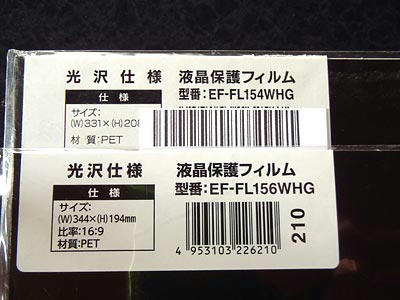 光沢仕様 液晶保護フィルム
仕様
型番:EF-FL154WHG
サイズ:
(W)331×(H)208
材質:PET
光沢仕様 液晶保護フィルム
仕様
型番:EF-FL156WHG
サイズ:
(W)344×(H)194mm
比率:16:9
材質:PET
4 953103 226210
210